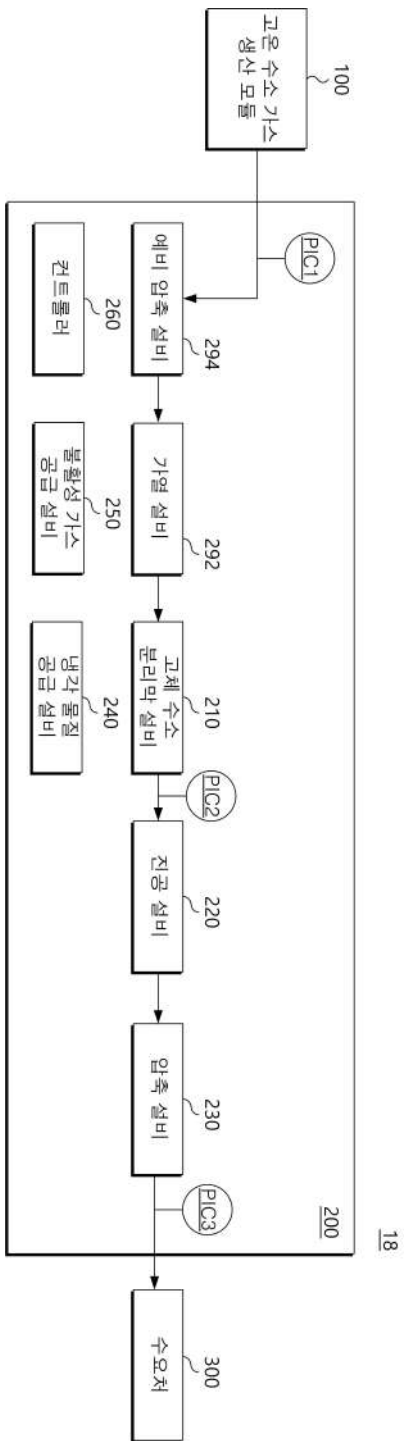 18
200
고온 수소 가스
생산 모듈
100
PIC1
예비 압축 설비
294
가열 설비
292
고체 수소
분리막 설비
210
PIC2
진공 설비
220
압축 설비
230
PIC3
수요처
300
컨트롤러
260
불활성 가스
공급 설비
250
냉각 물질
공급 설비
240